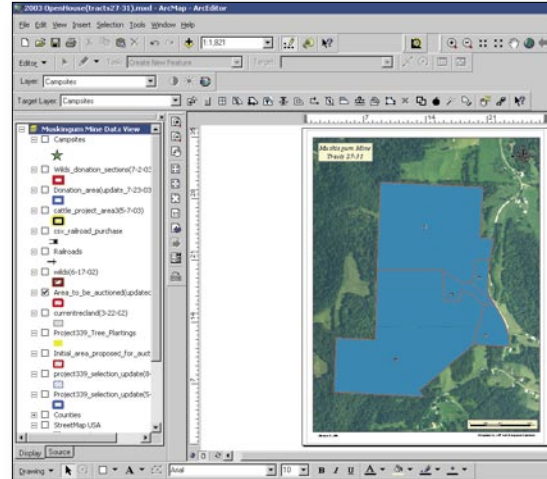 2003 OpenHouse(tracts27-31).mxd - ArcMap - ArcEditor
File Edit View Insert Selection Tools Window Help
1:1,821
Editor Task: Create New Feature Target:
Layer: Campsites
Target Layer: Campsites
Muskingum Mine Data View
Campsites
Wilds_donation_sections(7-2-03
Donation_area(update_7-23-03
cattle_project_area3(5-7-03)
csx_railroad_purchase
Railroads
wilds(6-17-02)
Area_to_be_auctioned(updated
currentrecland(3-22-02)
Project339_Tree_Plantings
Initial_area_proposed_for_auct
project339_selection_update(8-
Project339_selection_update(5-
Counties
StreetMap USA
Display Source
Muskingum Mine
Tracts 27-31
Drawing Arial 10 B I U A